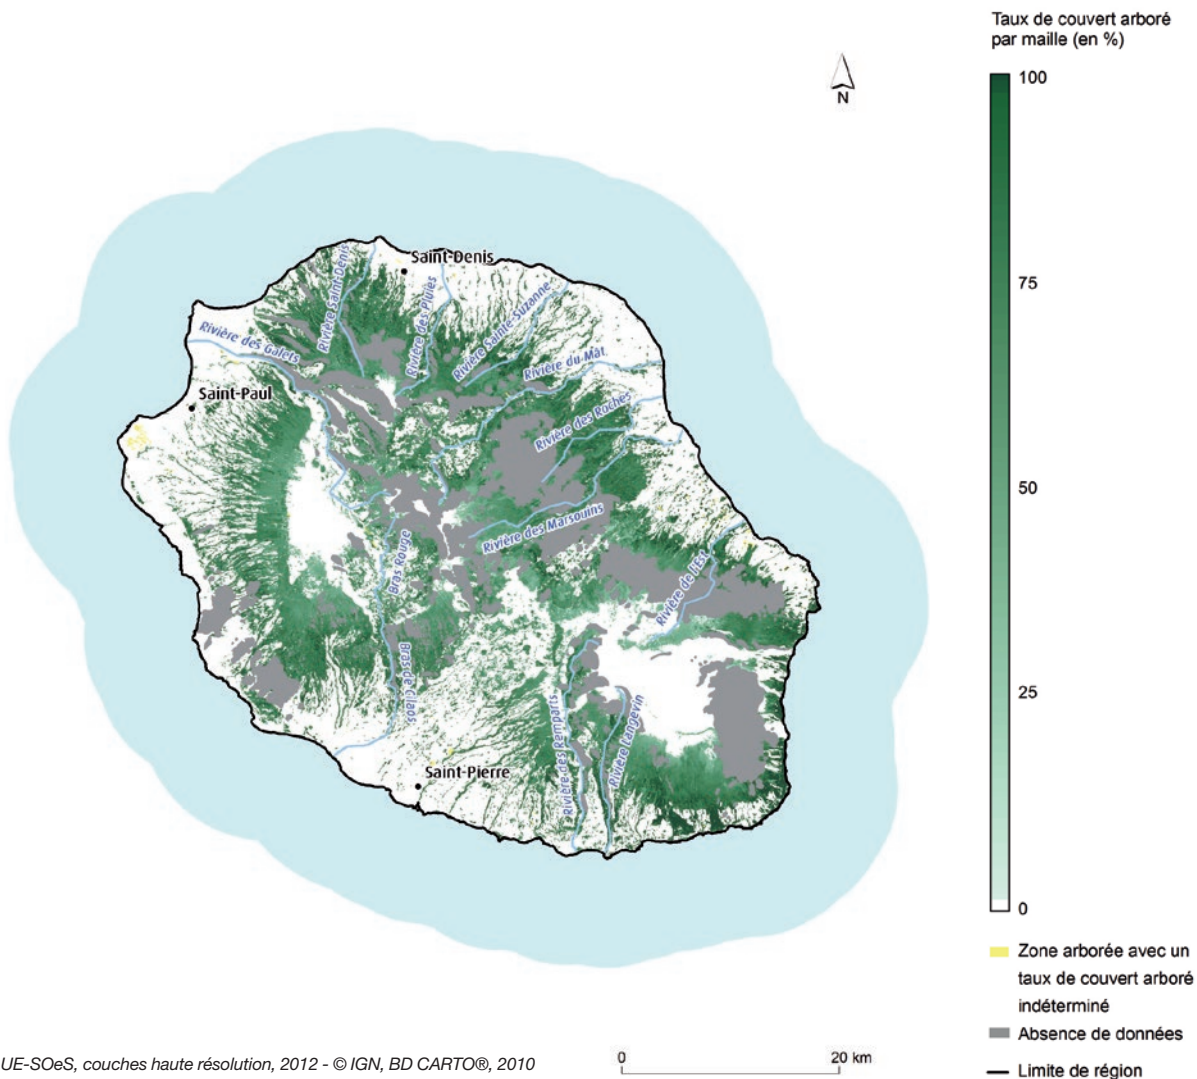 Taux de couvert arboré
par maille (en %)
100
75
50
25
0
N
Saint-Denis
Rivière Saint-Denis
Rivière des Pluies
Rivière Sainte-Suzanne
Rivière des Galets
Rivière du Mât
Saint-Paul
Rivière des Roches
Rivière des Marsouins
Bras Rouge
Rivière de l'Est
Bras de Cilaos
Rivière des Remparts
Rivière Langevin
Saint-Pierre
Zone arborée avec un
taux de couvert arboré
indéterminé
Absence de données
Limite de région
0 20 km
UE-SOeS, couches haute résolution, 2012 - © IGN, BD CARTO®, 2010